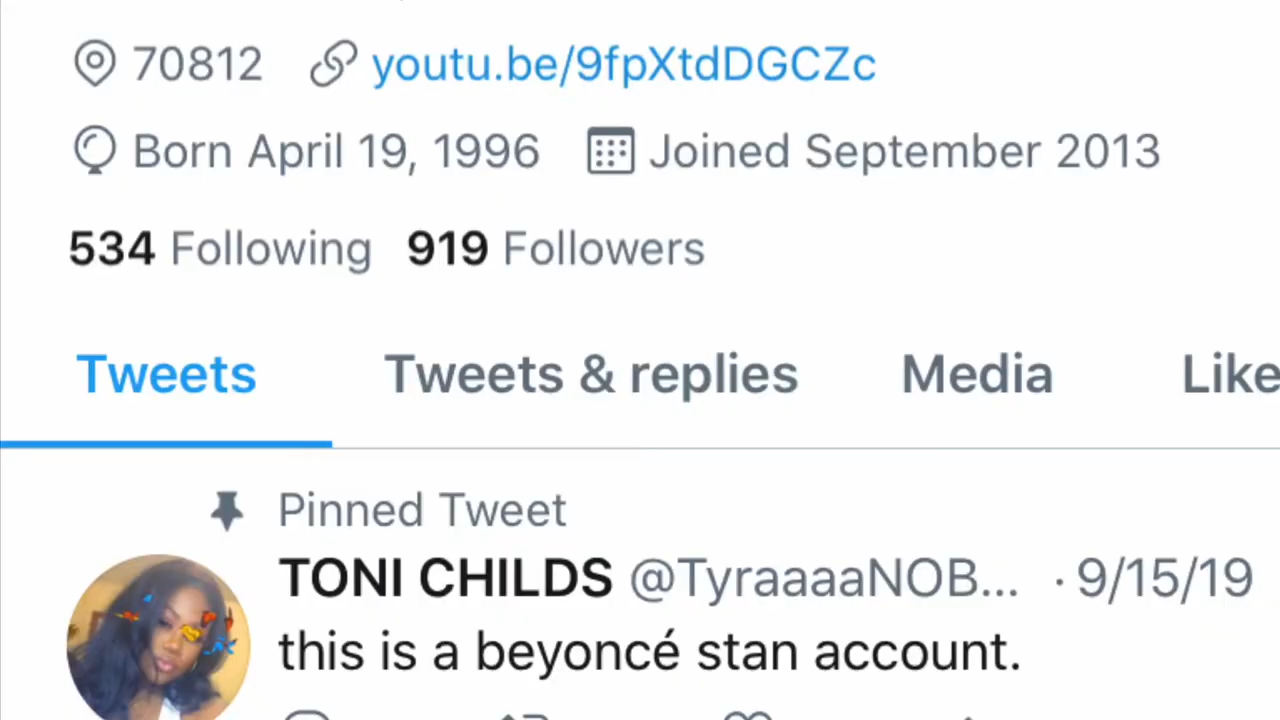 70812 youtu.be/9fpXtdDGCZc
Born April 19, 1996 Joined September 2013
534 Following 919 Followers
Tweets Tweets & replies Media Like
Pinned Tweet
TONI CHILDS @TyraaaaNOB... · 9/15/19
this is a beyoncé stan account.